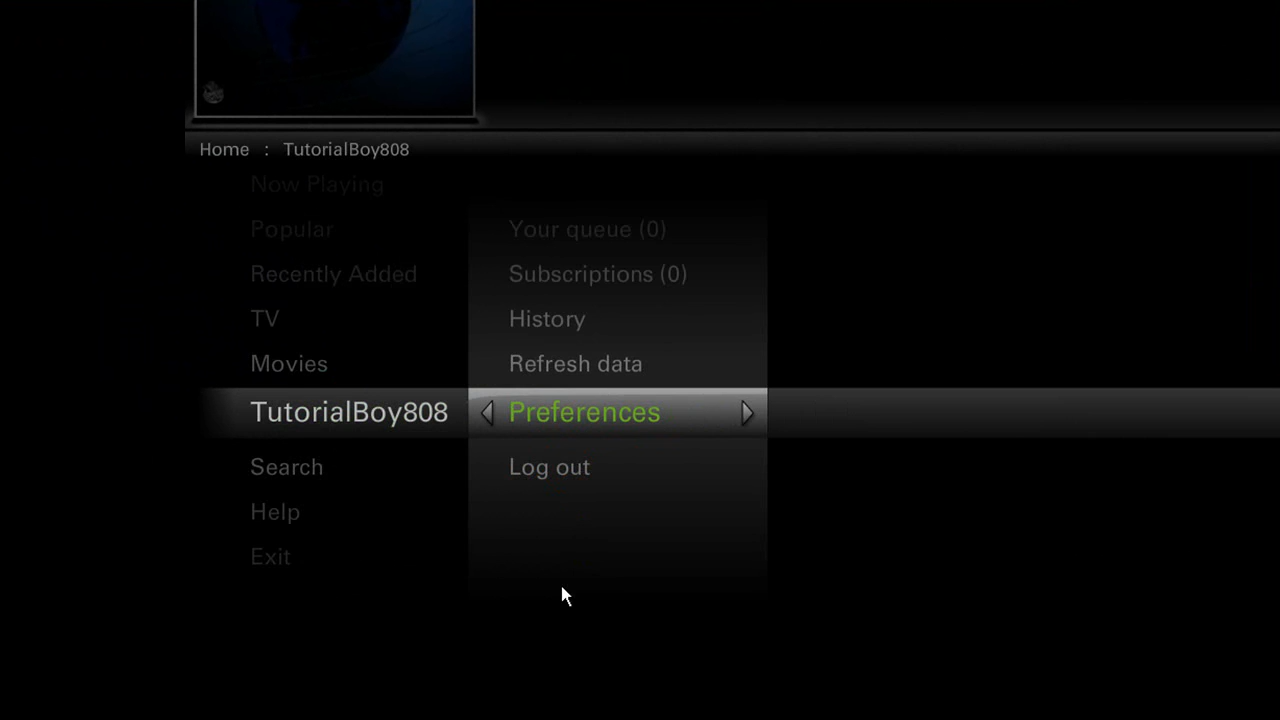 Home : TutorialBoy808
Now Playing
Popular
Recently Added
TV
Movies
TutorialBoy808
Search
Help
Exit
Your queue (0)
Subscriptions (0)
History
Refresh data
Preferences
Log out